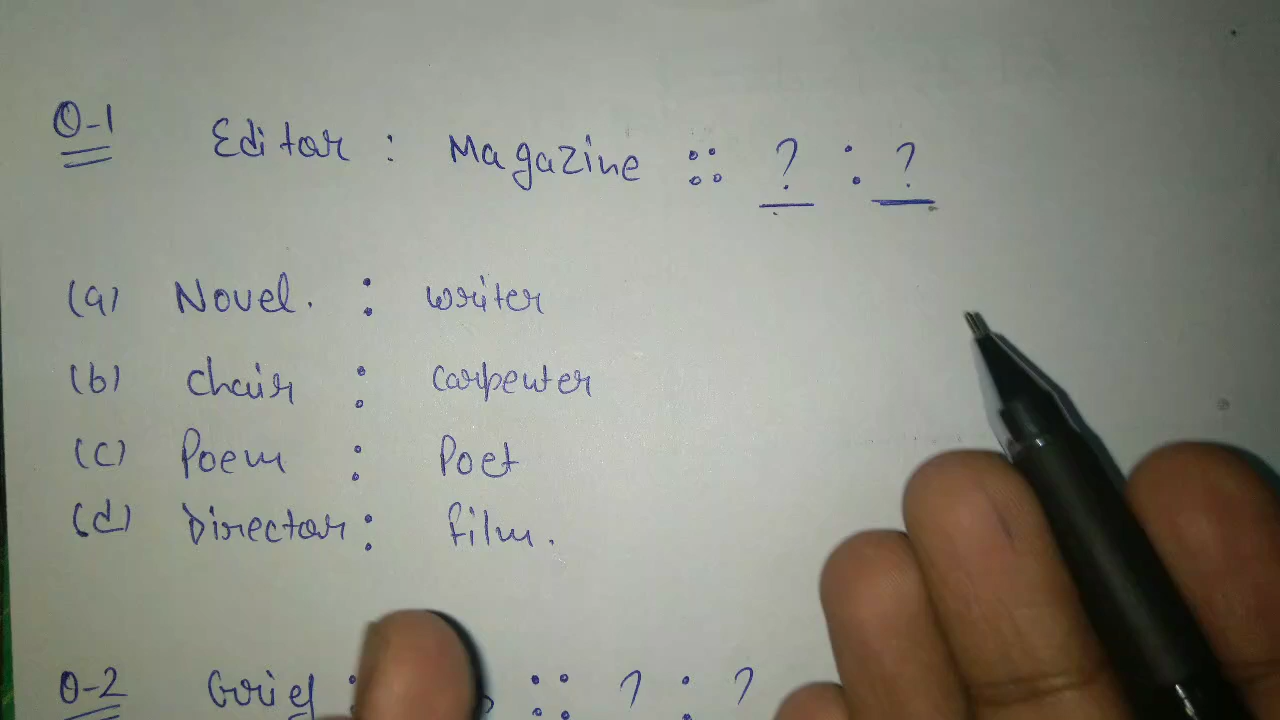 Q-1 Editor : Magazine :: ? : ?
(a) Novel. : writer
(b) chair : carpenter
(c) Poem : Poet
(d) Director : film.
Q-2 Grief : :: ? : ?